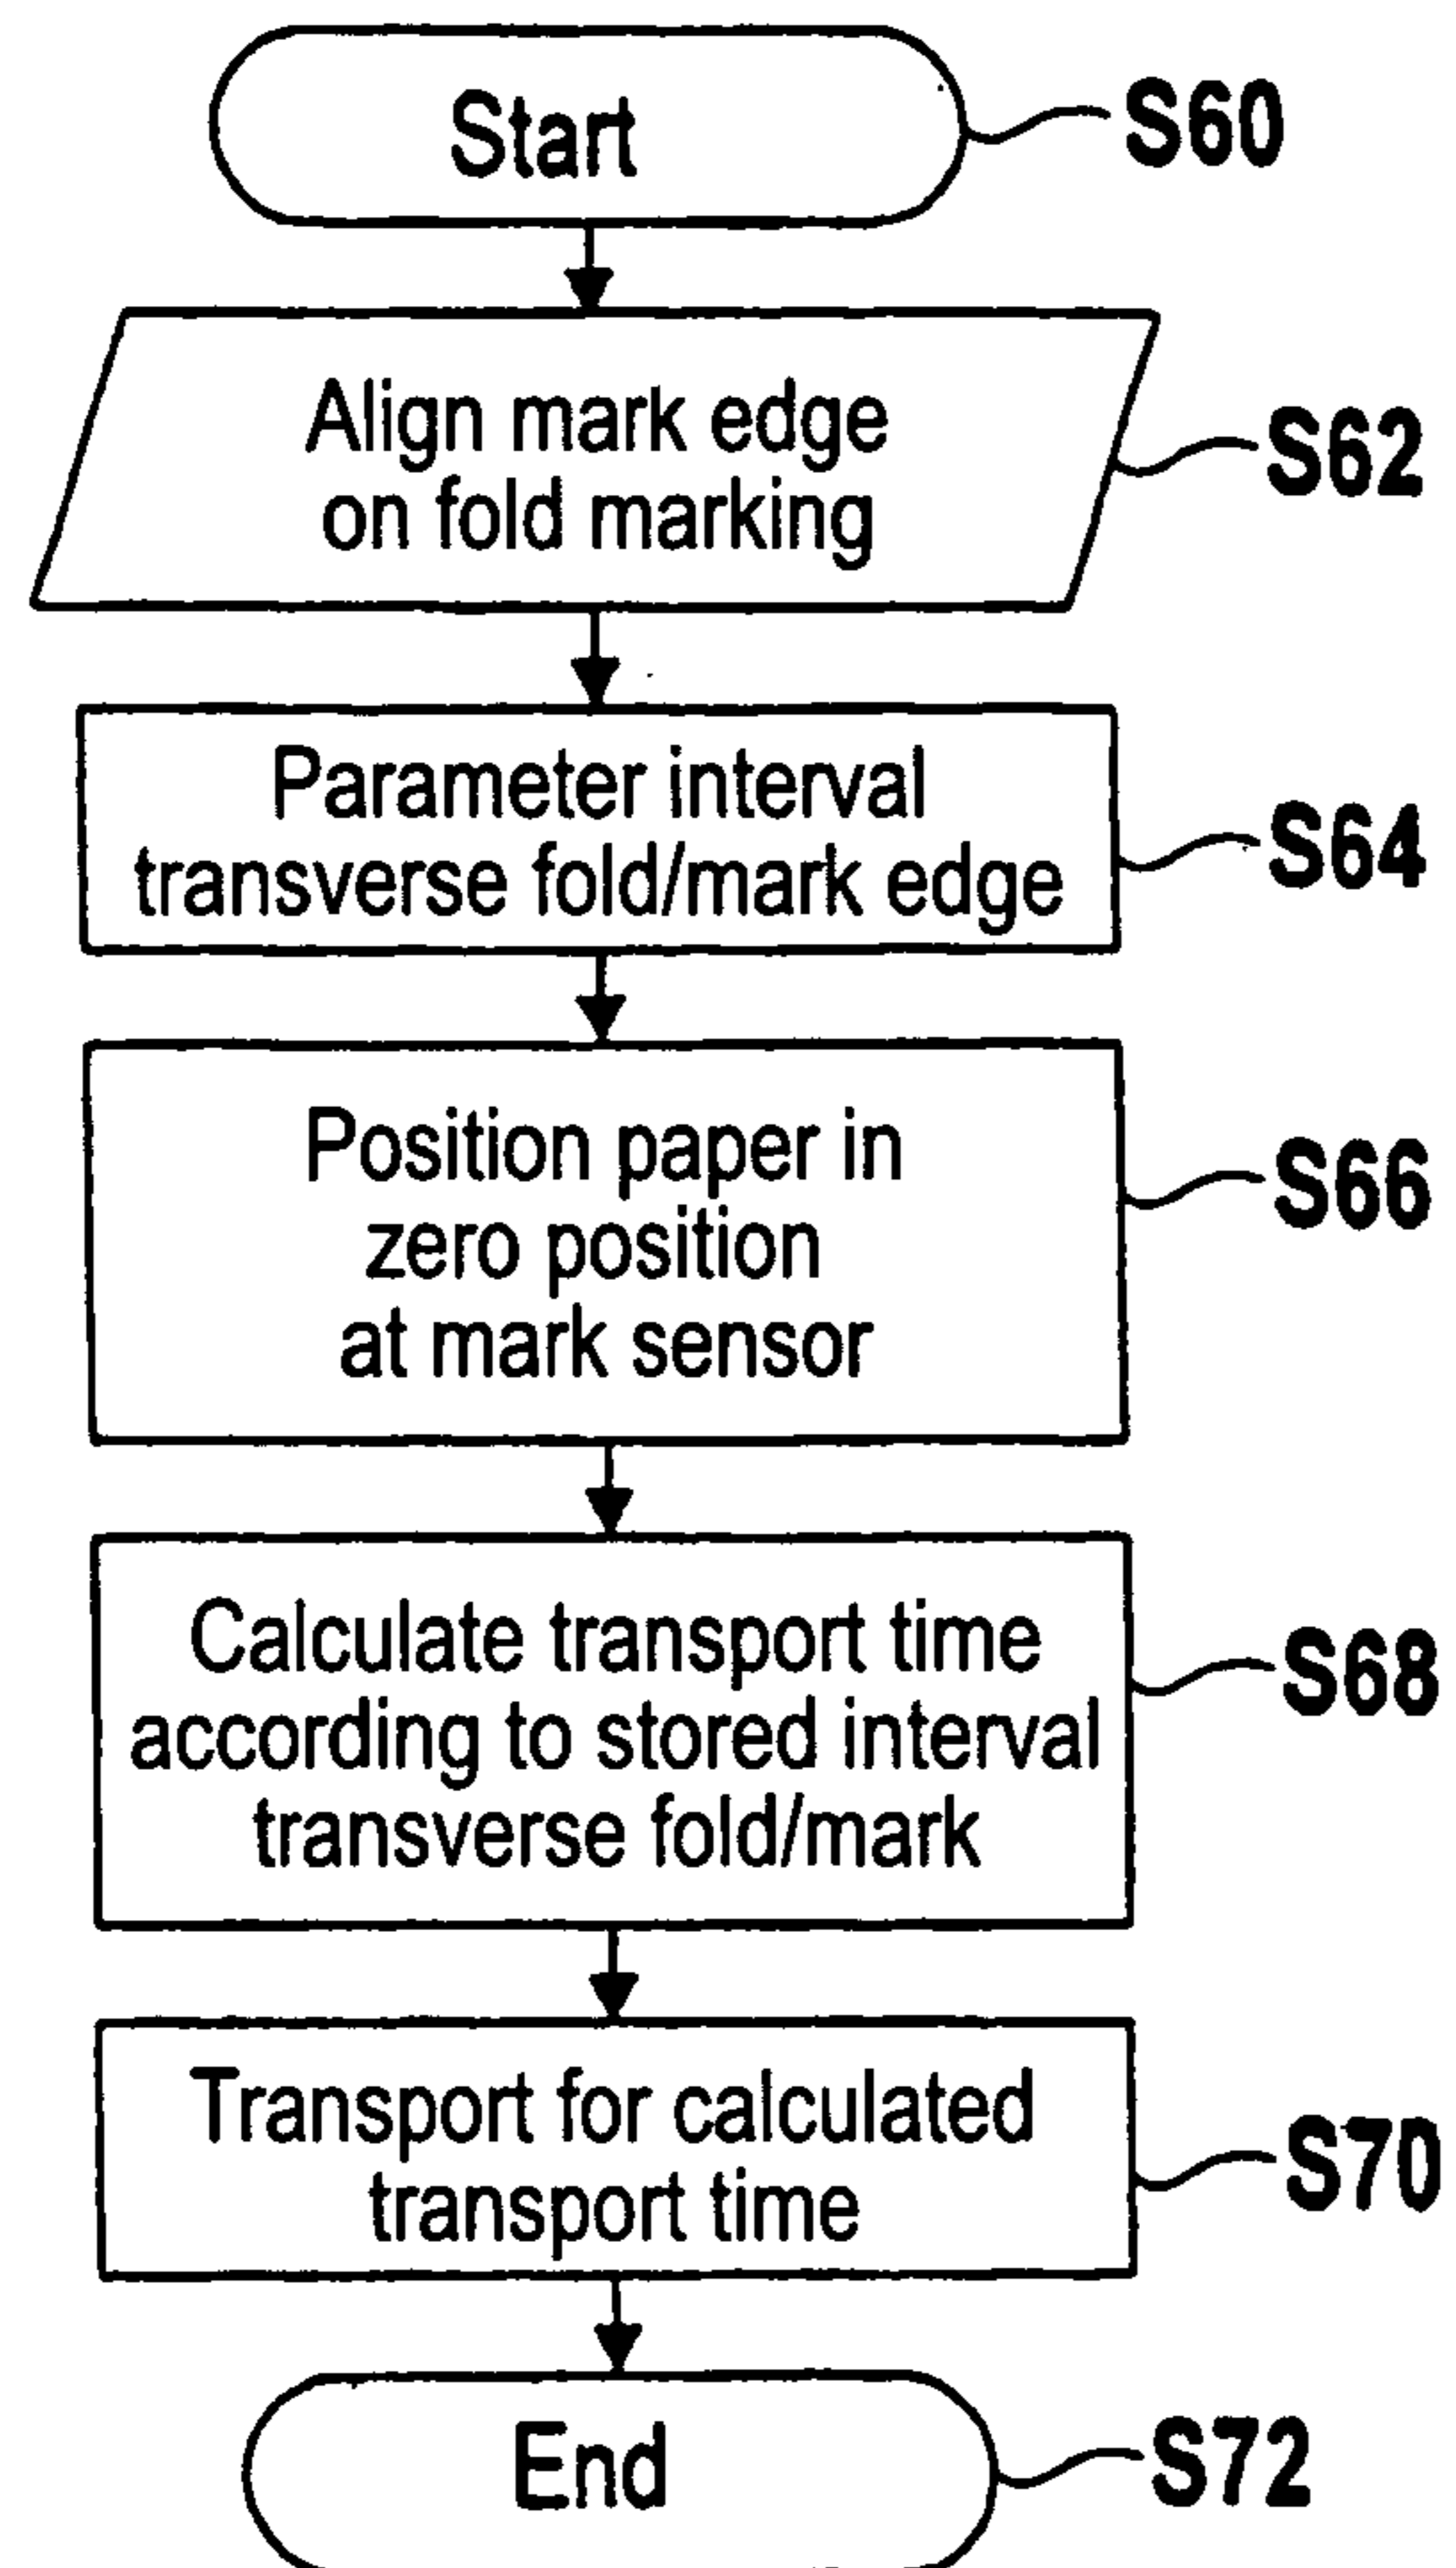 Start
S60
Align mark edge
on fold marking
S62
Parameter interval
transverse fold/mark edge
S64
Position paper in
zero position
at mark sensor
S66
Calculate transport time
according to stored interval
transverse fold/mark
S68
Transport for calculated
transport time
S70
End
S72